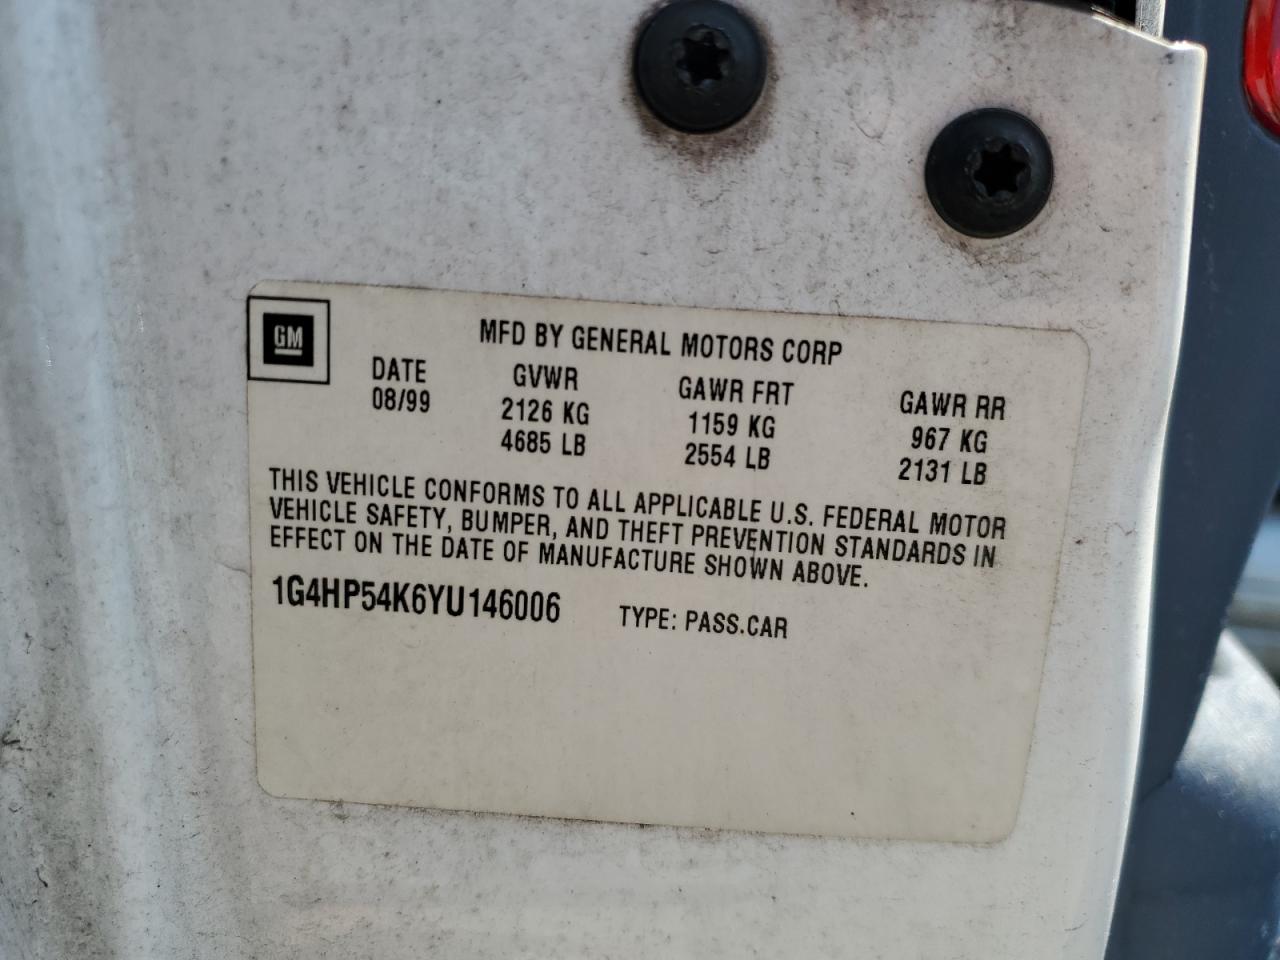 GM
MFD BY GENERAL MOTORS CORP
DATE GVWR GAWR FRT GAWR RR
08/99 2126 KG 1159 KG 967 KG
4685 LB 2554 LB 2131 LB
THIS VEHICLE CONFORMS TO ALL APPLICABLE U.S. FEDERAL MOTOR
VEHICLE SAFETY, BUMPER, AND THEFT PREVENTION STANDARDS IN
EFFECT ON THE DATE OF MANUFACTURE SHOWN ABOVE.
1G4HP54K6YU146006 TYPE: PASS.CAR